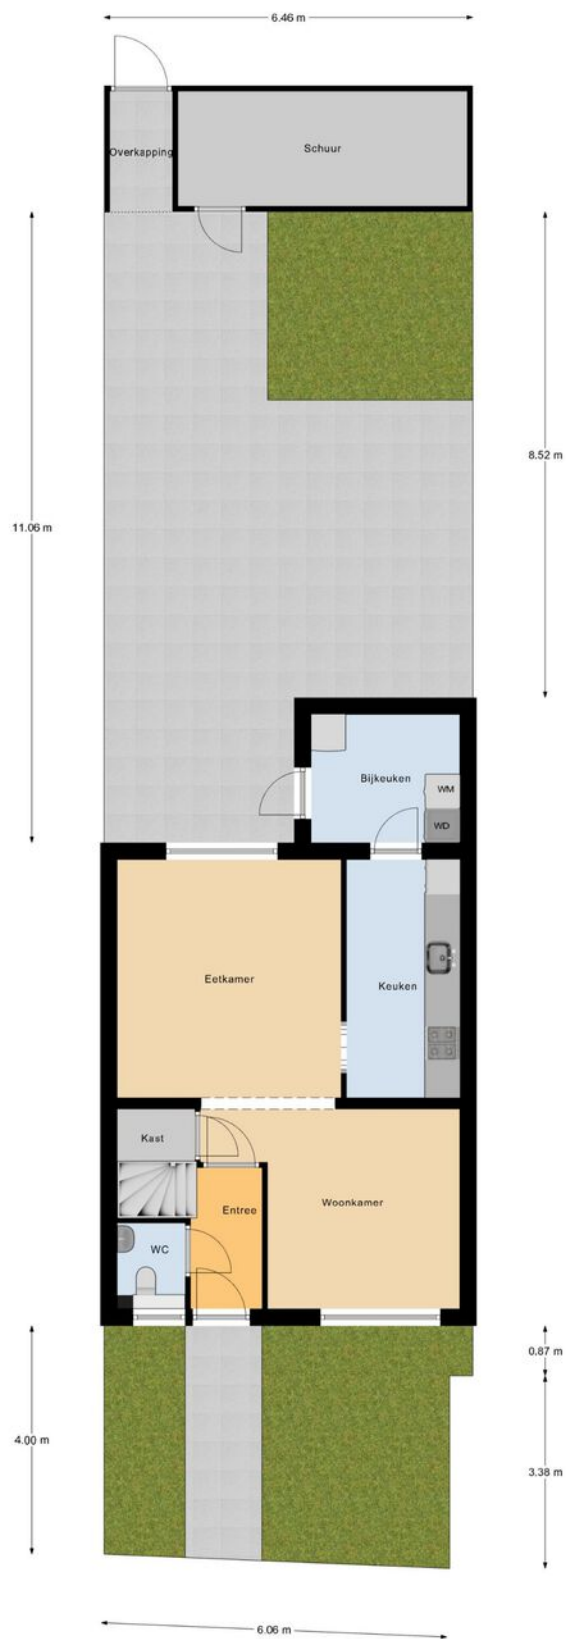 6.46 m
Overkapping
Schuur
8.52 m
11.06 m
Bijkeuken
WM
WD
Eetkamer
Keuken
Kast
Woonkamer
Entree
WC
0.87 m
4.00 m
3.38 m
6.06 m